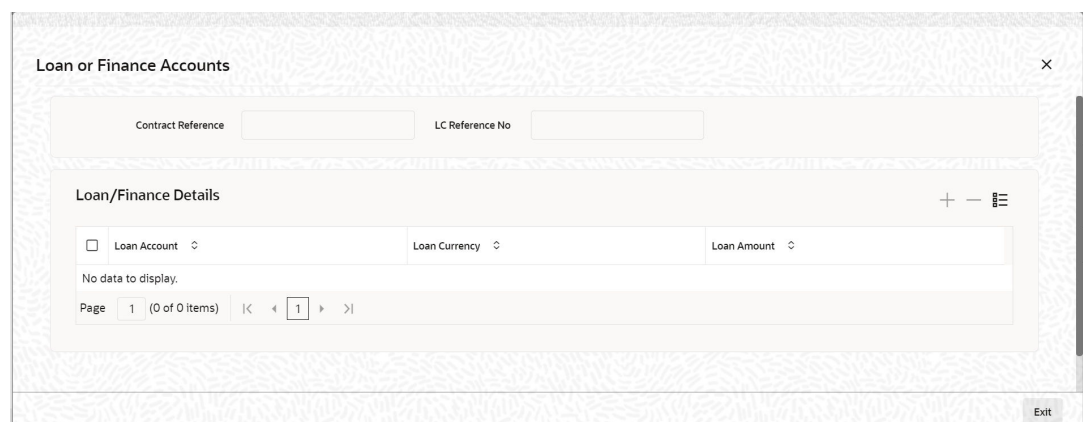 Loan or Finance Accounts
Contract Reference LC Reference No
Loan/Finance Details
Loan Account Loan Currency Loan Amount
No data to display.
Page 1 (0 of 0 items) 1
Exit